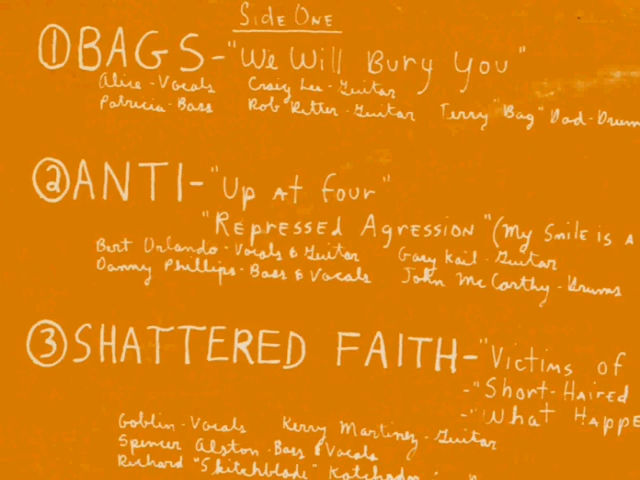 Side One
① BAGS - "We Will Bury You"
Alice - Vocals Craig Lee - Guitar
Patricia - Bass Rob Ritter - Guitar Terry "Bag" Dad - Drum
② ANTI - "Up At Four"
"Repressed Agression" (My Smile is A
Bert Orlando - Vocals & Guitar Gary Kail - Guitar
Danny Phillips - Bass & Vocals John McCarthy - Drums
③ SHATTERED FAITH - "Victims of
- "Short-Haired
- "What Happe
Goblin - Vocals Kerry Martinez - Guitar
Spencer Alston - Bass & Vocals
Richard "Skitchblade"